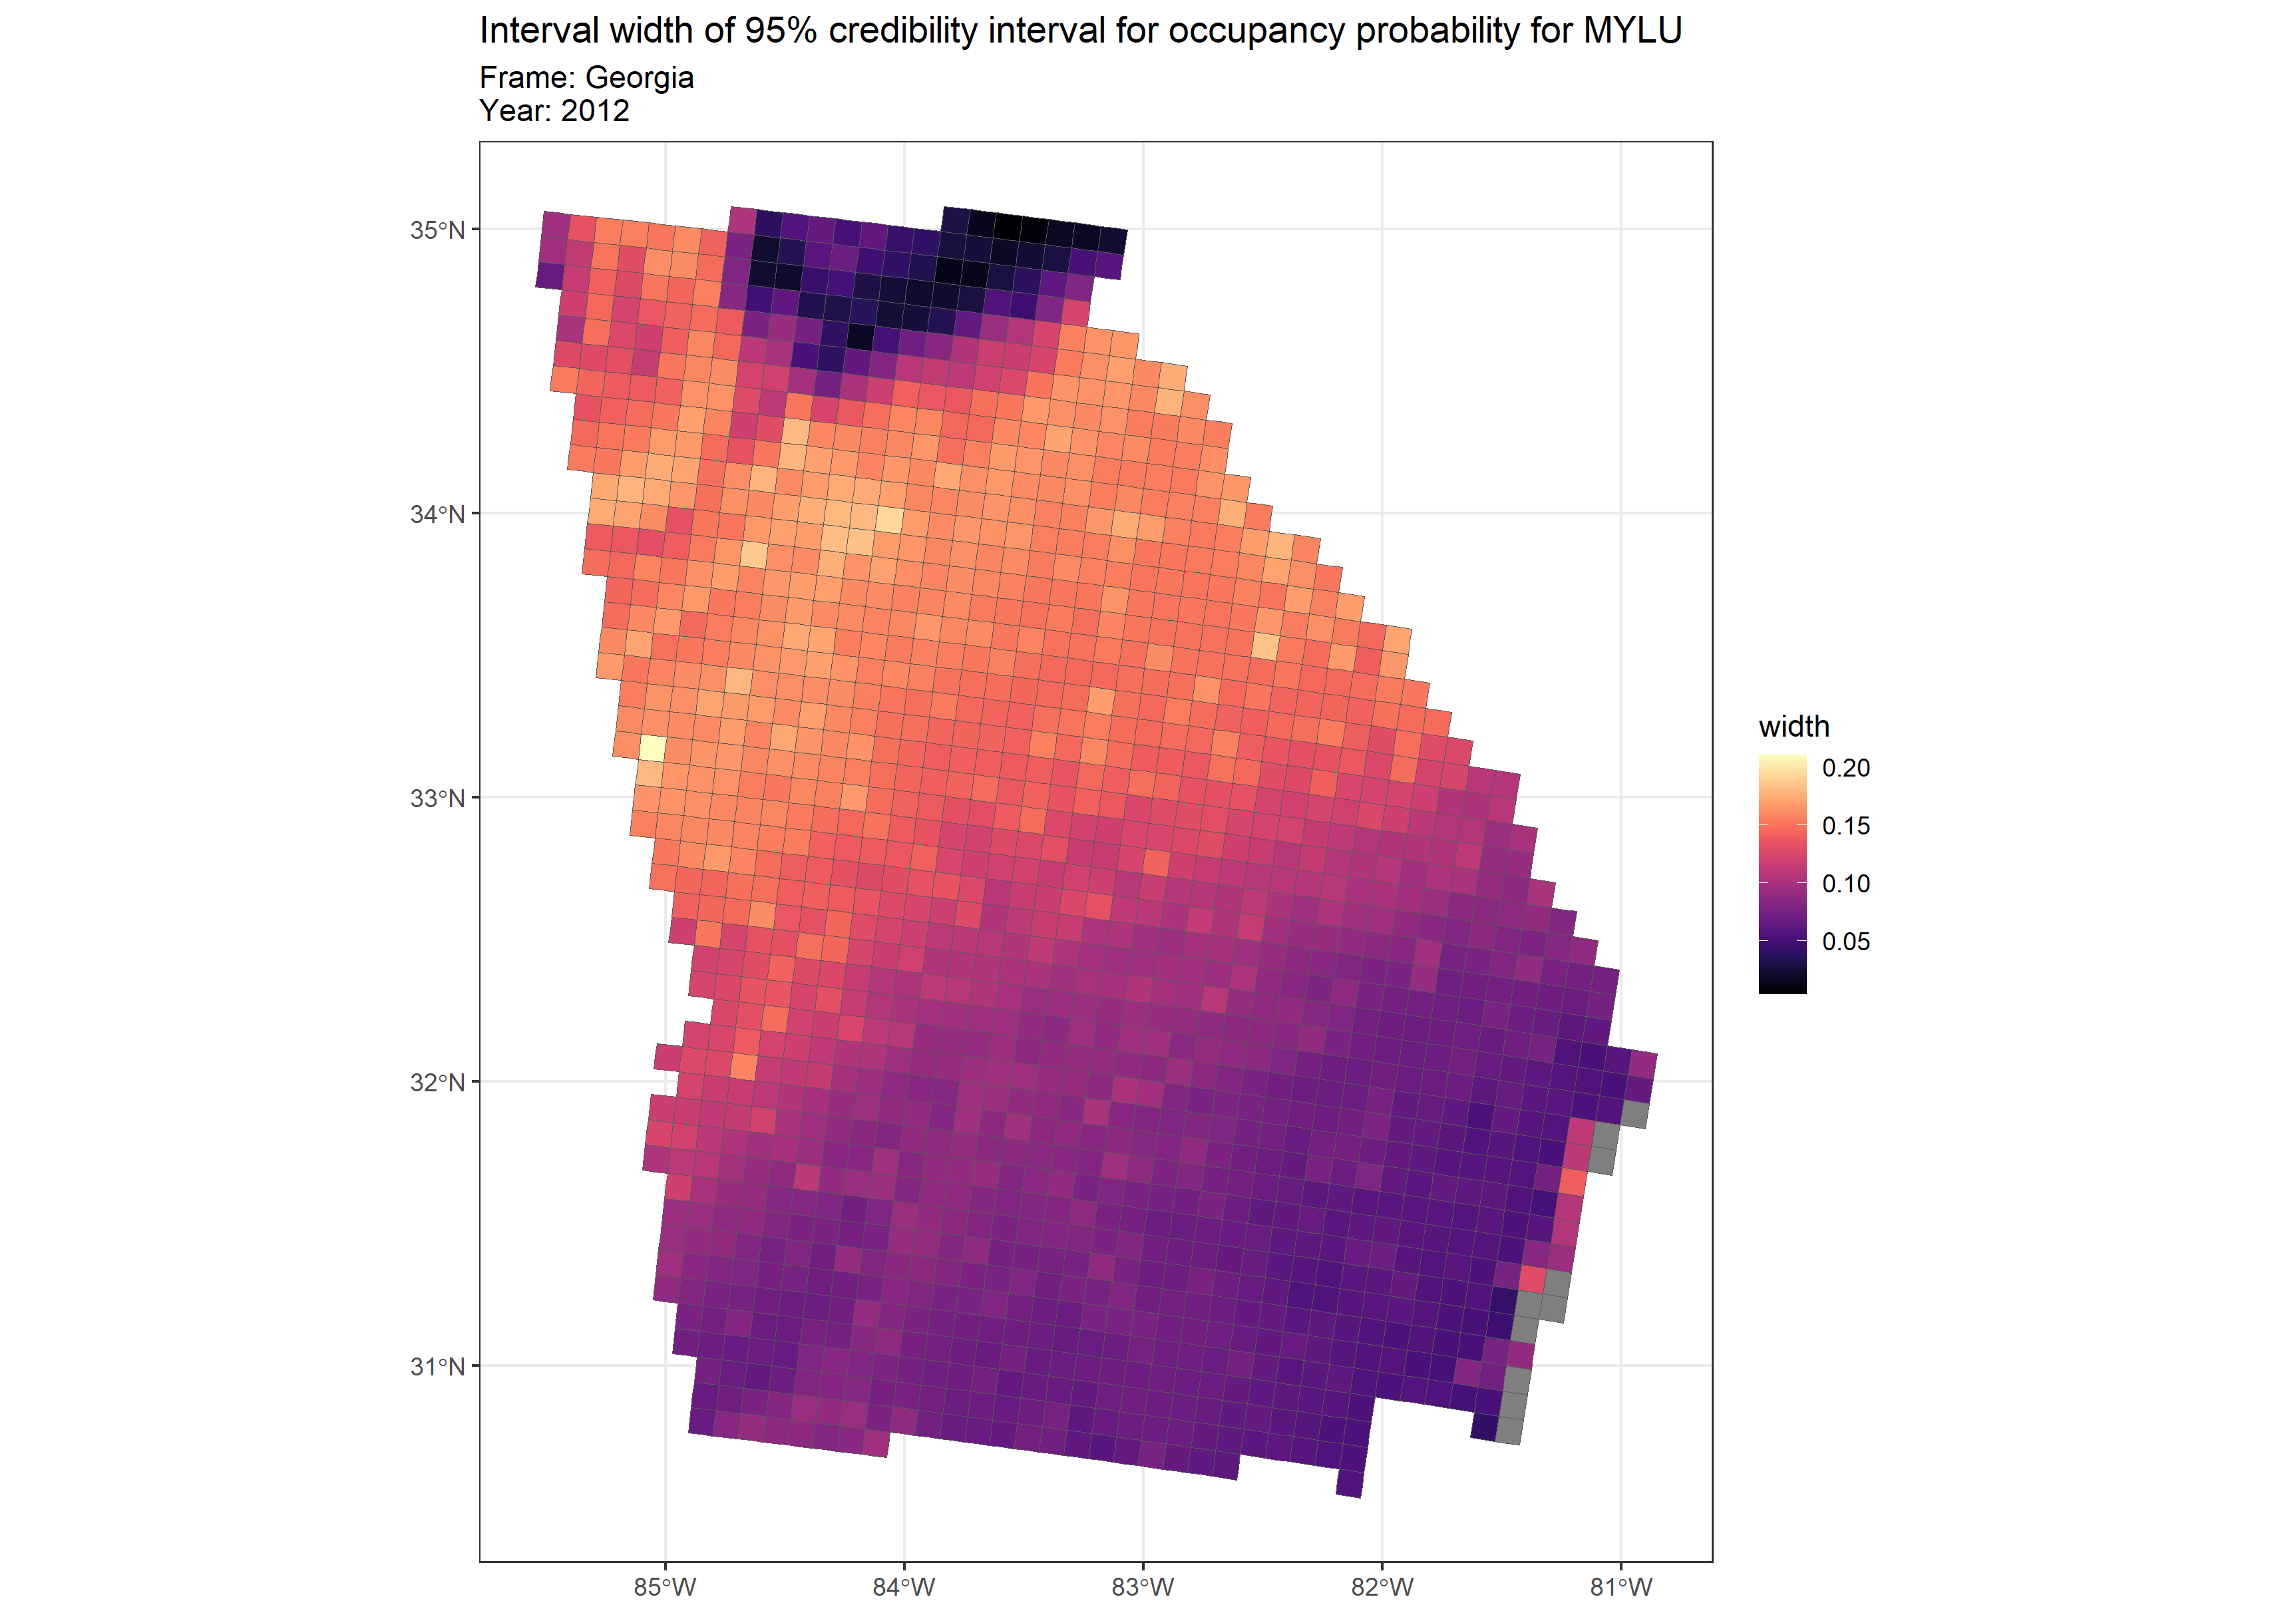 Interval width of 95% credibility interval for occupancy probability for MYLU
Frame: Georgia
Year: 2012
35°N
34°N
33°N
32°N
31°N
85°W
84°W
83°W
82°W
81°W
width
0.20
0.15
0.10
0.05